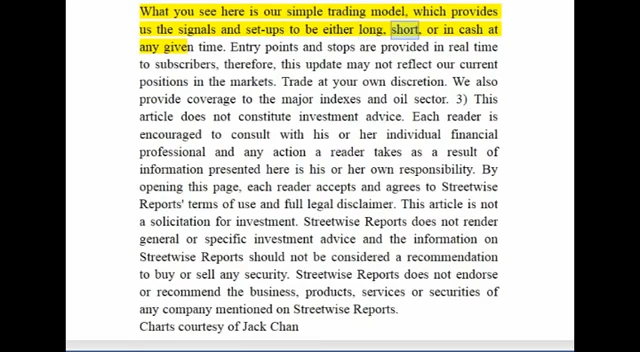 What you see here is our simple trading model, which provides
us the signals and set-ups to be either long, short, or in cash at
any given time. Entry points and stops are provided in real time
to subscribers, therefore, this update may not reflect our current
positions in the markets. Trade at your own discretion. We also
provide coverage to the major indexes and oil sector. 3) This
article does not constitute investment advice. Each reader is
encouraged to consult with his or her individual financial
professional and any action a reader takes as a result of
information presented here is his or her own responsibility. By
opening this page, each reader accepts and agrees to Streetwise
Reports' terms of use and full legal disclaimer. This article is not
a solicitation for investment. Streetwise Reports does not render
general or specific investment advice and the information on
Streetwise Reports should not be considered a recommendation
to buy or sell any security. Streetwise Reports does not endorse
or recommend the business, products, services or securities of
any company mentioned on Streetwise Reports.
Charts courtesy of Jack Chan